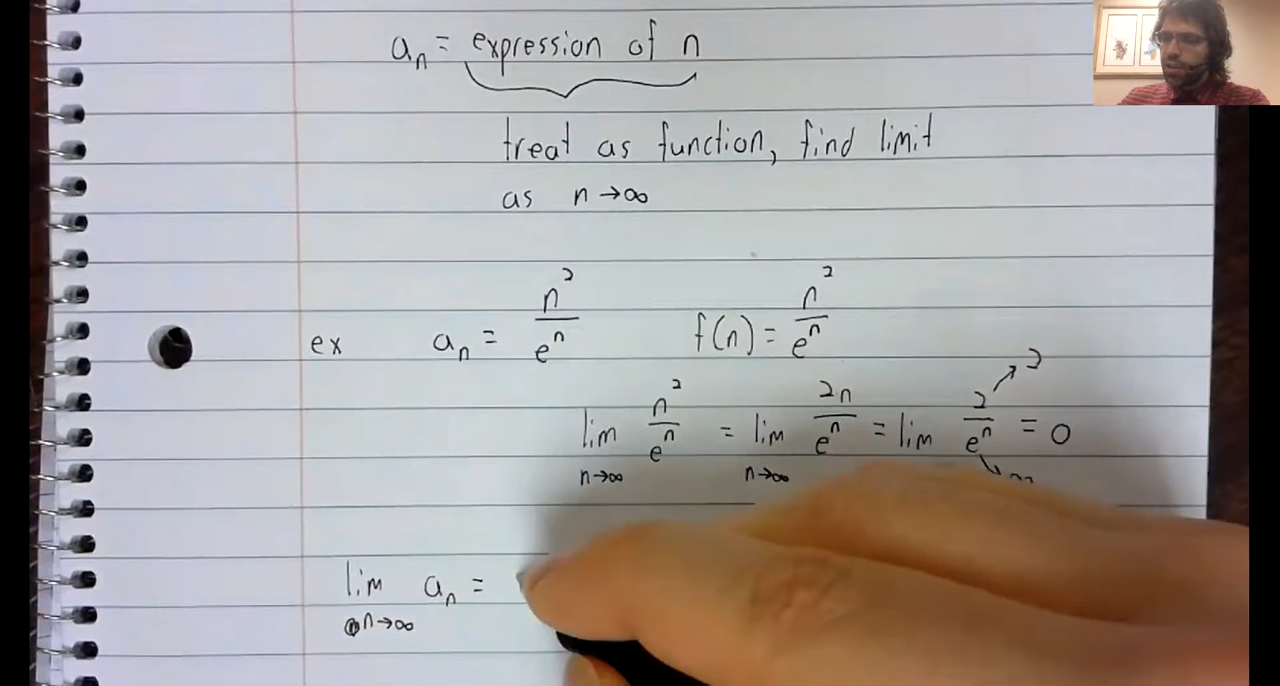 aₙ = expression of n
treat as function, find limit
as n→∞
ex aₙ = n²/eⁿ f(n) = n²/eⁿ
lim n→∞ n²/eⁿ = lim n→∞ 2n/eⁿ = lim 2/eⁿ = 0
2
lim n→∞ aₙ =